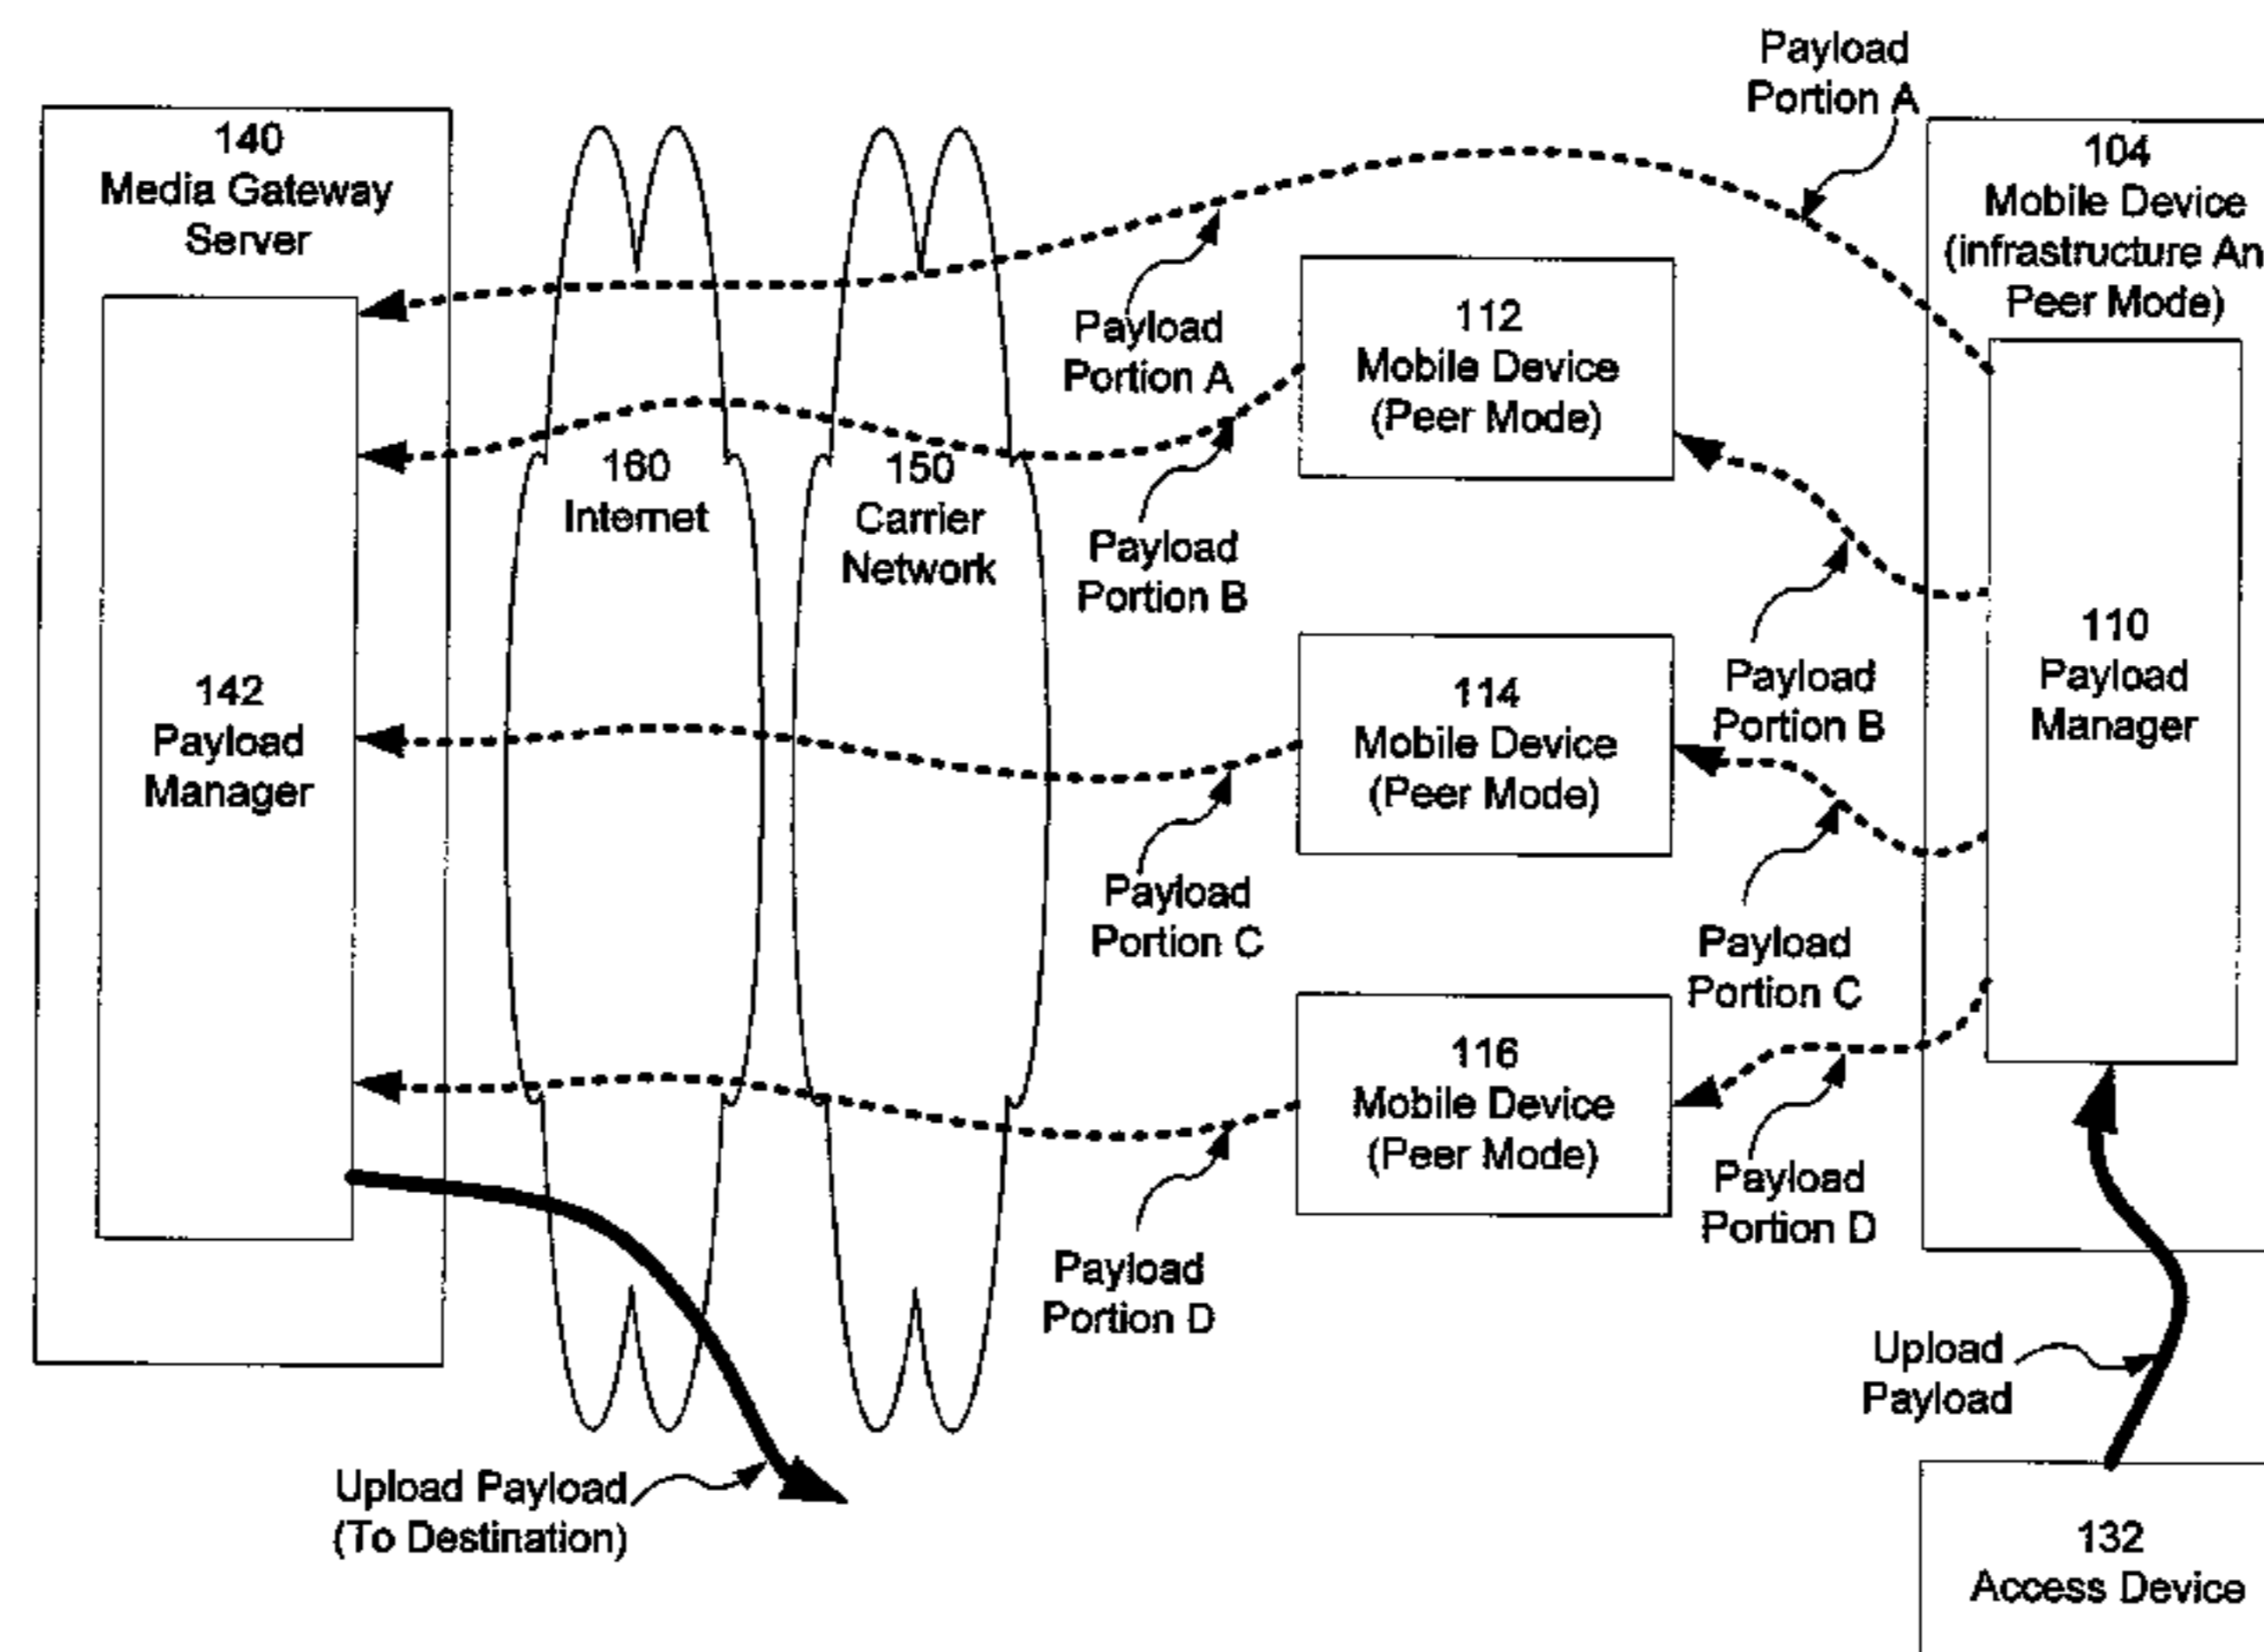 Payload
Portion A
140
Media Gateway
Server
104
Mobile Device
(infrastructure An
Peer Mode)
Payload
Portion A
112
Mobile Device
(Peer Mode)
160
Internet
150
Carrier
Network
Payload
Portion B
Payload
Portion B
110
Payload
Manager
142
Payload
Manager
114
Mobile Device
(Peer Mode)
Payload
Portion C
Payload
Portion C
116
Mobile Device
(Peer Mode)
Payload
Portion D
Payload
Portion D
Upload
Payload
Upload Payload
(To Destination)
132
Access Device